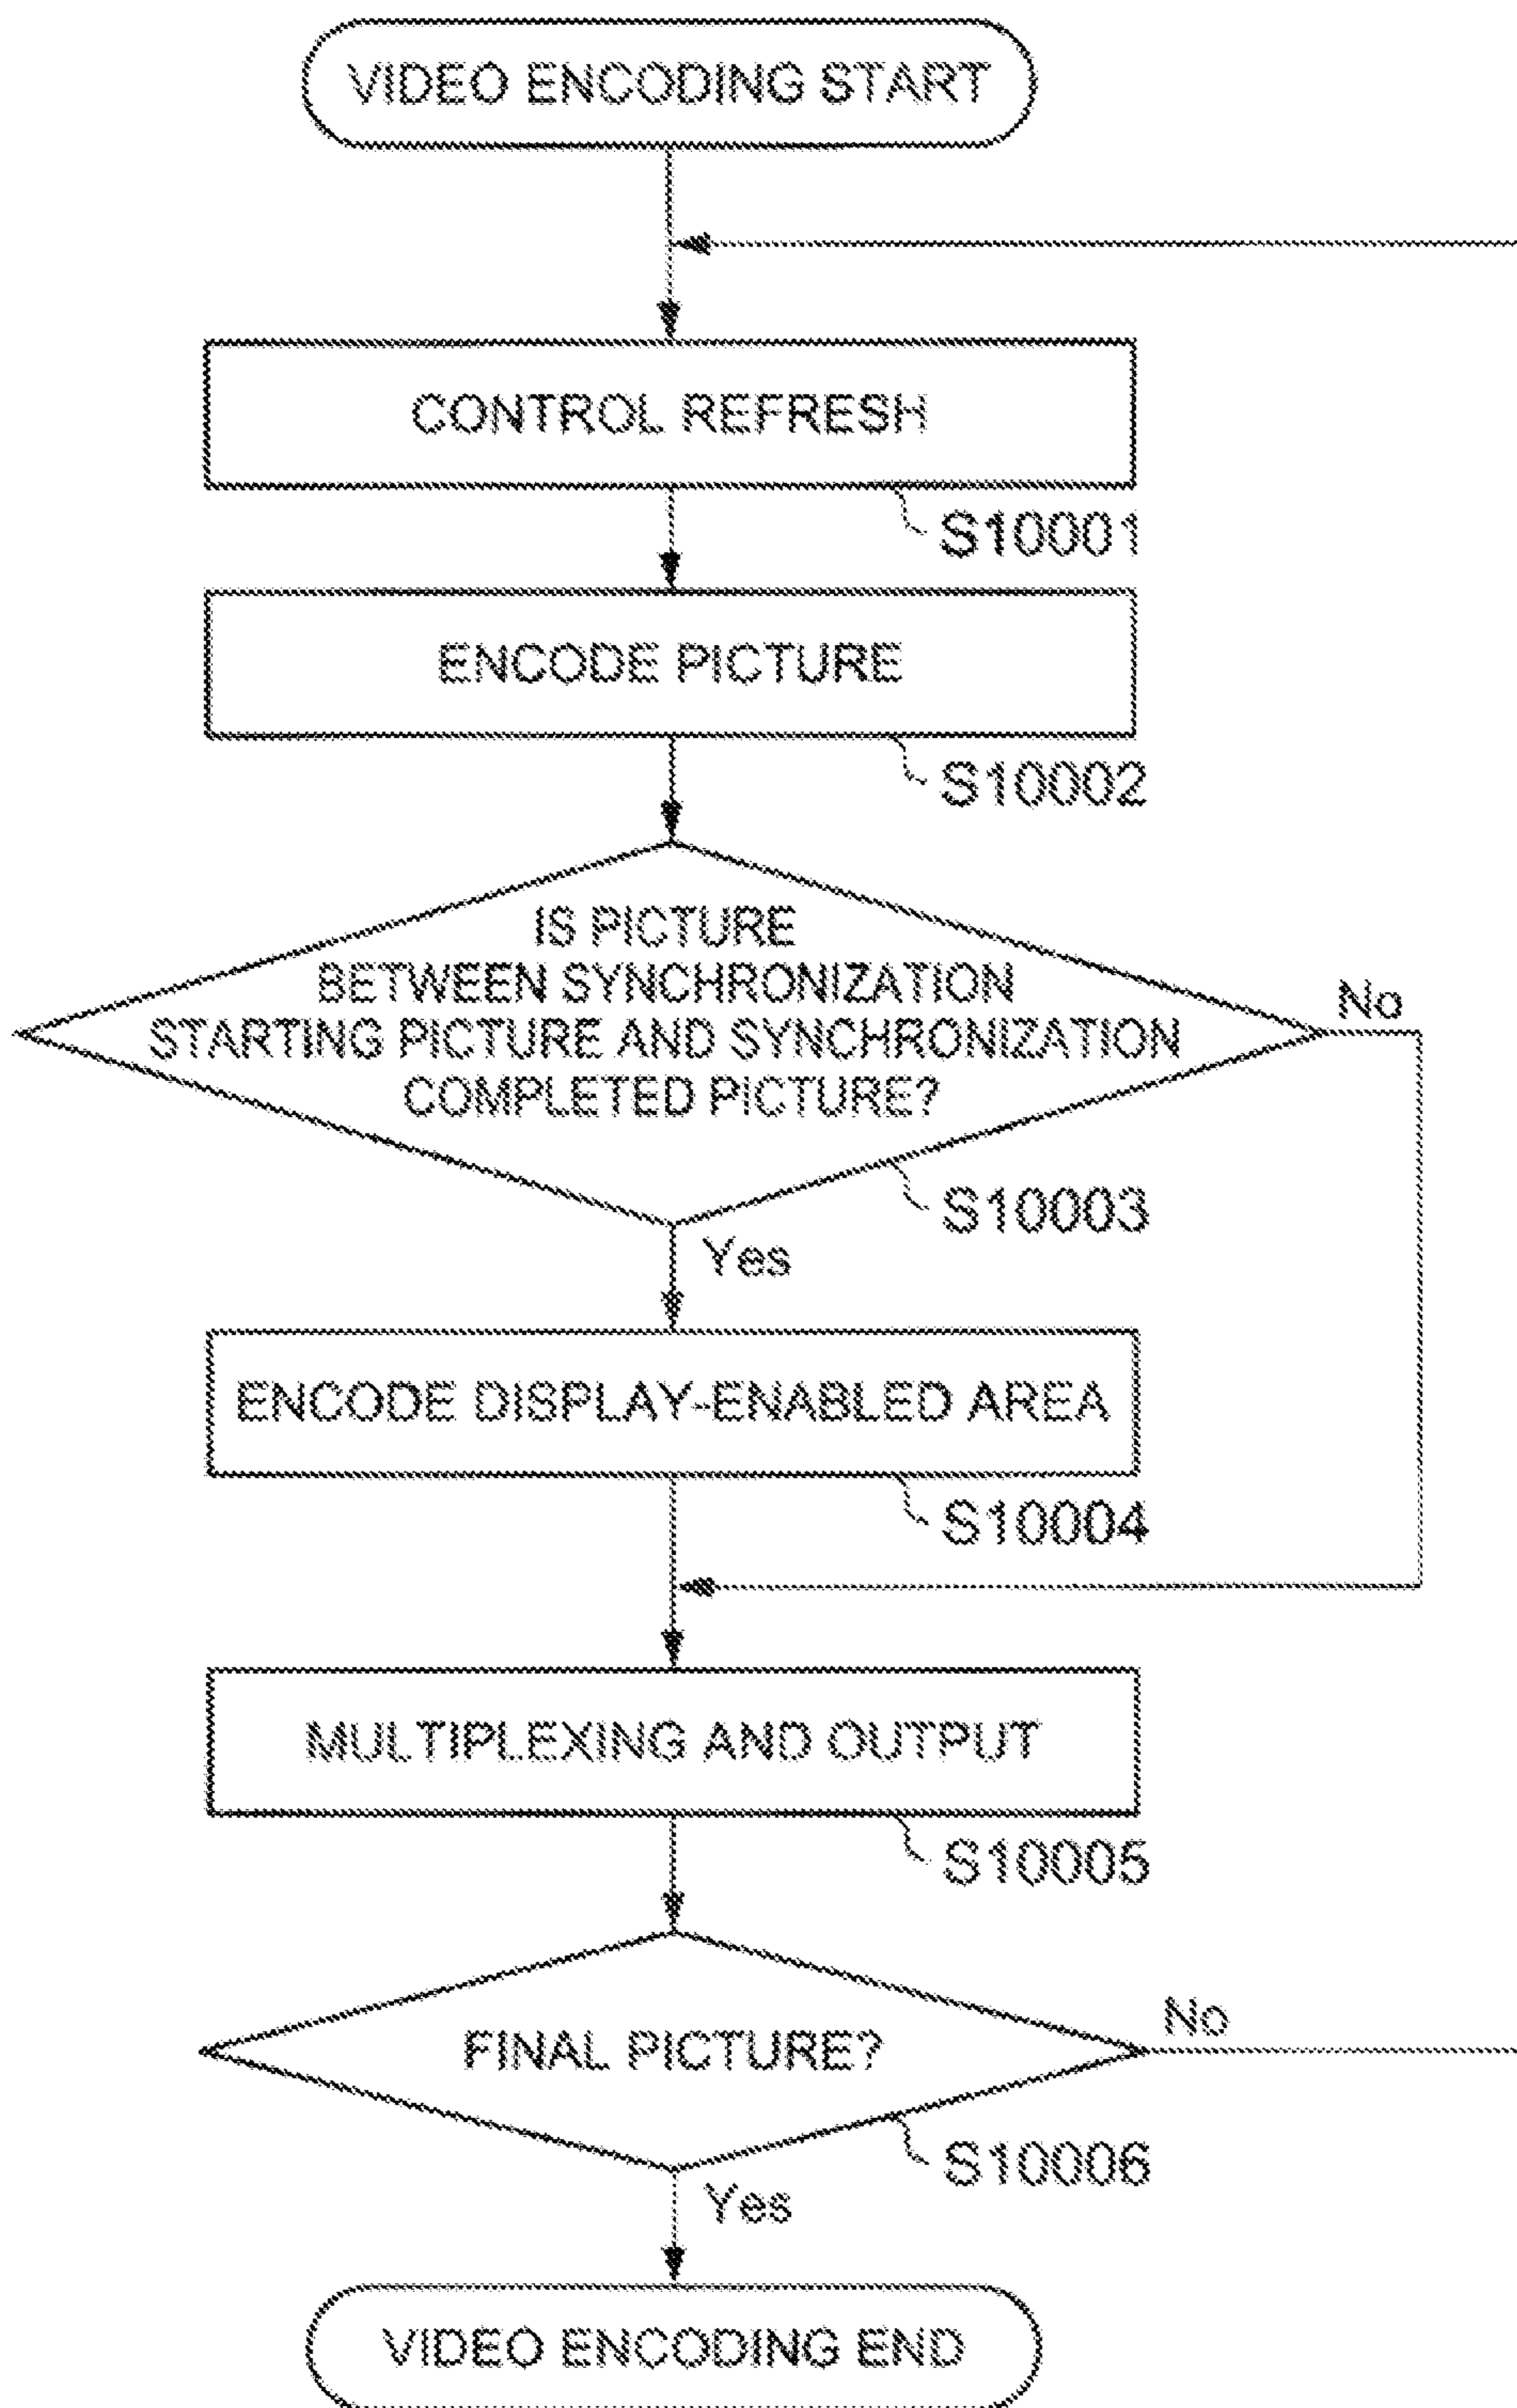 VIDEO ENCODING START
CONTROL REFRESH
S10001
ENCODE PICTURE
S10002
IS PICTURE
BETWEEN SYNCHRONIZATION
STARTING PICTURE AND SYNCHRONIZATION
COMPLETED PICTURE?
No
S10003
Yes
ENCODE DISPLAY-ENABLED AREA
S10004
MULTIPLEXING AND OUTPUT
S10005
FINAL PICTURE?
No
S10006
Yes
VIDEO ENCODING END